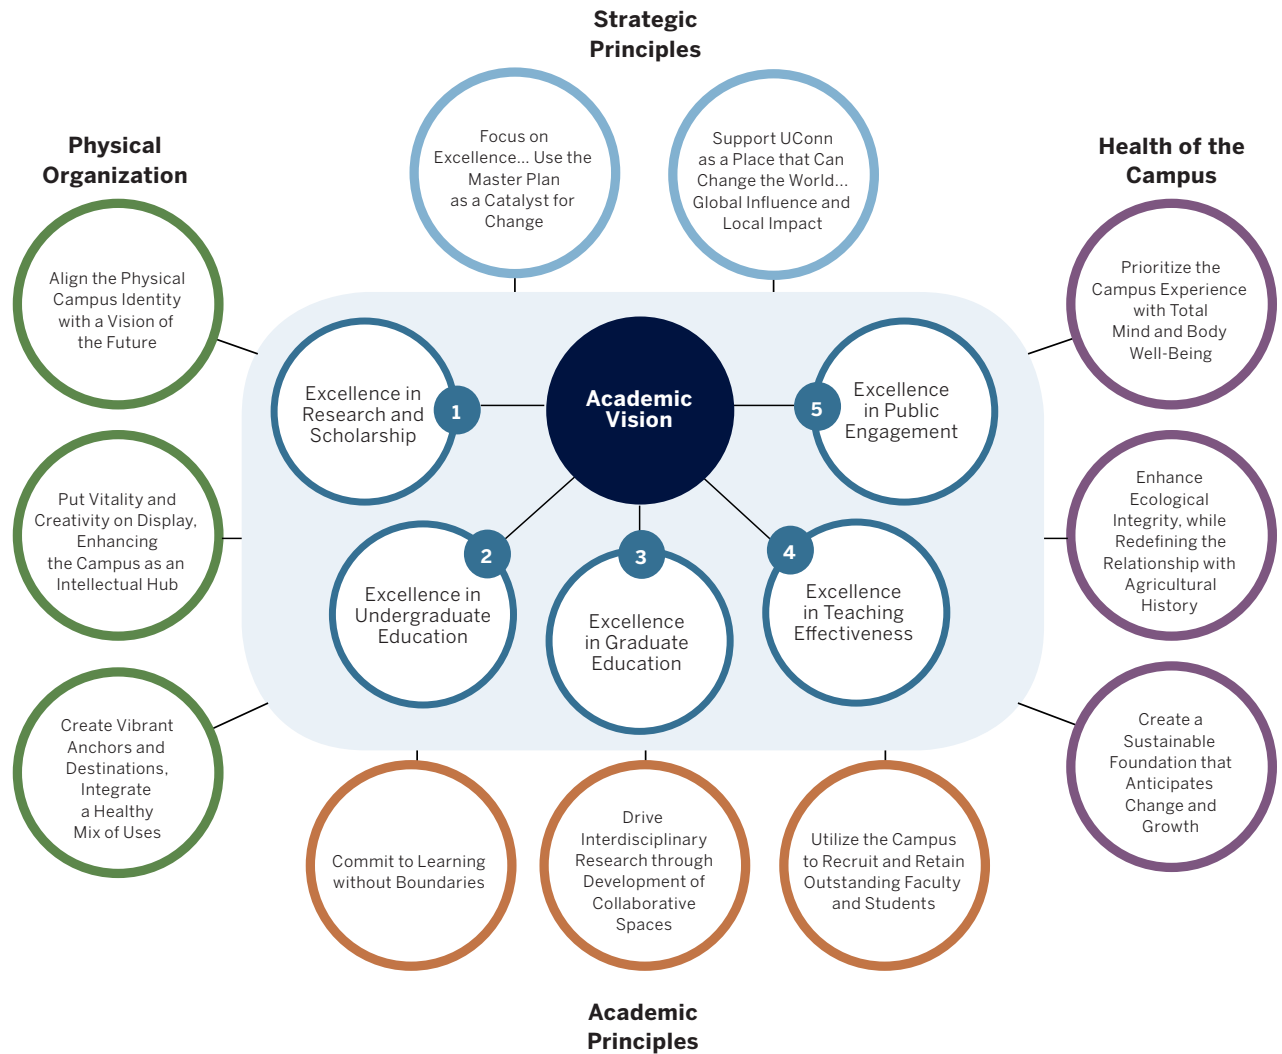 Strategic
Principles
Focus on
Excellence... Use the
Master Plan
as a Catalyst for
Change
Support UConn
as a Place that Can
Change the World...
Global Influence and
Local Impact
Physical
Organization
Align the Physical
Campus Identity
with a Vision of
the Future
Put Vitality and
Creativity on Display,
Enhancing
the Campus as an
Intellectual Hub
Create Vibrant
Anchors and
Destinations,
Integrate
a Healthy
Mix of Uses
Academic
Vision
1
Excellence in
Research and
Scholarship
2
Excellence in
Undergraduate
Education
3
Excellence
in Graduate
Education
4
Excellence
in Teaching
Effectiveness
5
Excellence
in Public
Engagement
Health of the
Campus
Prioritize the
Campus Experience
with Total
Mind and Body
Well-Being
Enhance
Ecological
Integrity, while
Redefining the
Relationship with
Agricultural
History
Create a
Sustainable
Foundation that
Anticipates
Change and
Growth
Commit to Learning
without Boundaries
Drive
Interdisciplinary
Research through
Development of
Collaborative
Spaces
Utilize the Campus
to Recruit and Retain
Outstanding Faculty
and Students
Academic
Principles